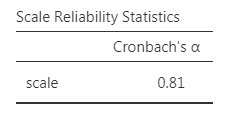 Scale Reliability Statistics
Cronbach's α
scale 0.81